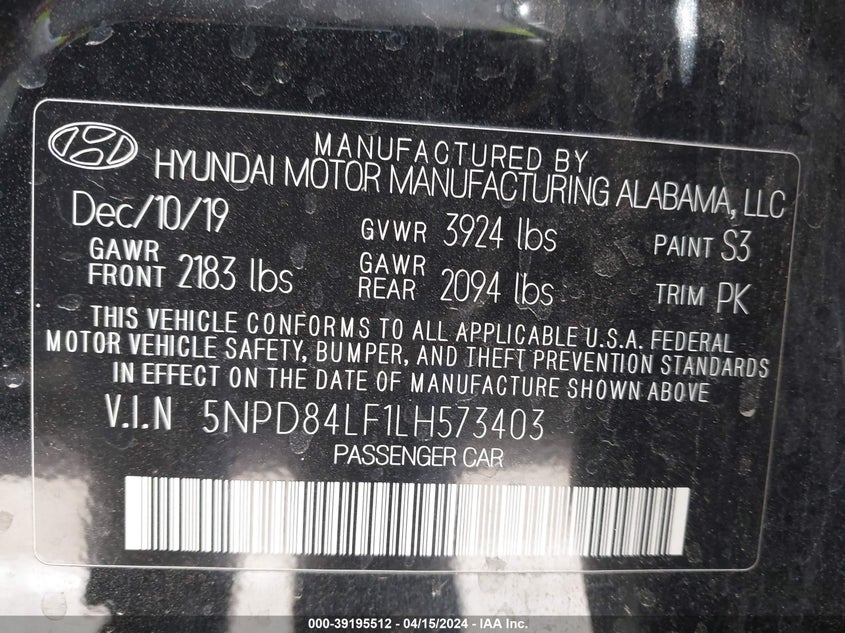 MANUFACTURED BY
HYUNDAI MOTOR MANUFACTURING ALABAMA, LLC
Dec/10/19 GVWR 3924 lbs PAINT S3
GAWR FRONT 2183 lbs GAWR REAR 2094 lbs TRIM PK
THIS VEHICLE CONFORMS TO ALL APPLICABLE U.S.A. FEDERAL
MOTOR VEHICLE SAFETY, BUMPER, AND THEFT PREVENTION STANDARDS
IN EFFECT ON THE DATE OF MANUFACTURE SHOWN ABOVE
V.I.N 5NPD84LF1LH573403
PASSENGER CAR
000-39195512 - 04/15/2024 - IAA Inc.